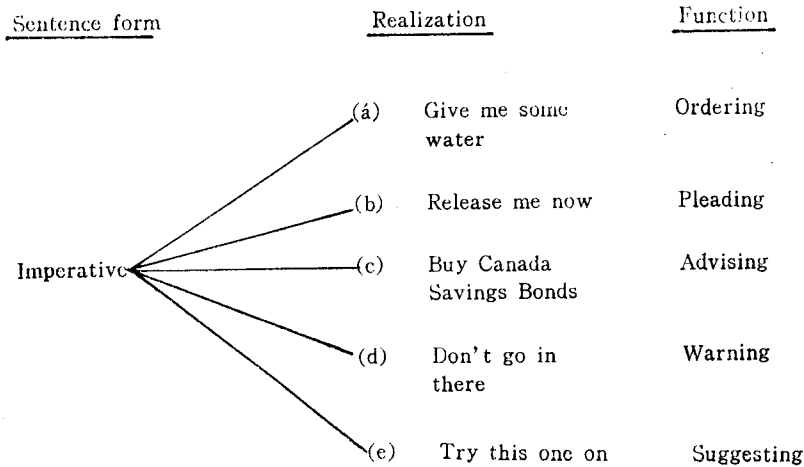 Sentence form Realization Function
(á) Give me some Ordering
water
(b) Release me now Pleading
Imperative (c) Buy Canada Advising
Savings Bonds
(d) Don't go in Warning
there
(e) Try this one on Suggesting